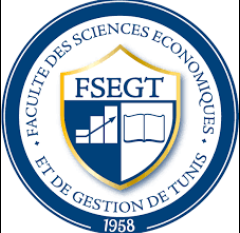 FACULTE DES SCIENCES ECONOMIQUES
FSEGT
ET DE GESTION DE TUNIS
1958